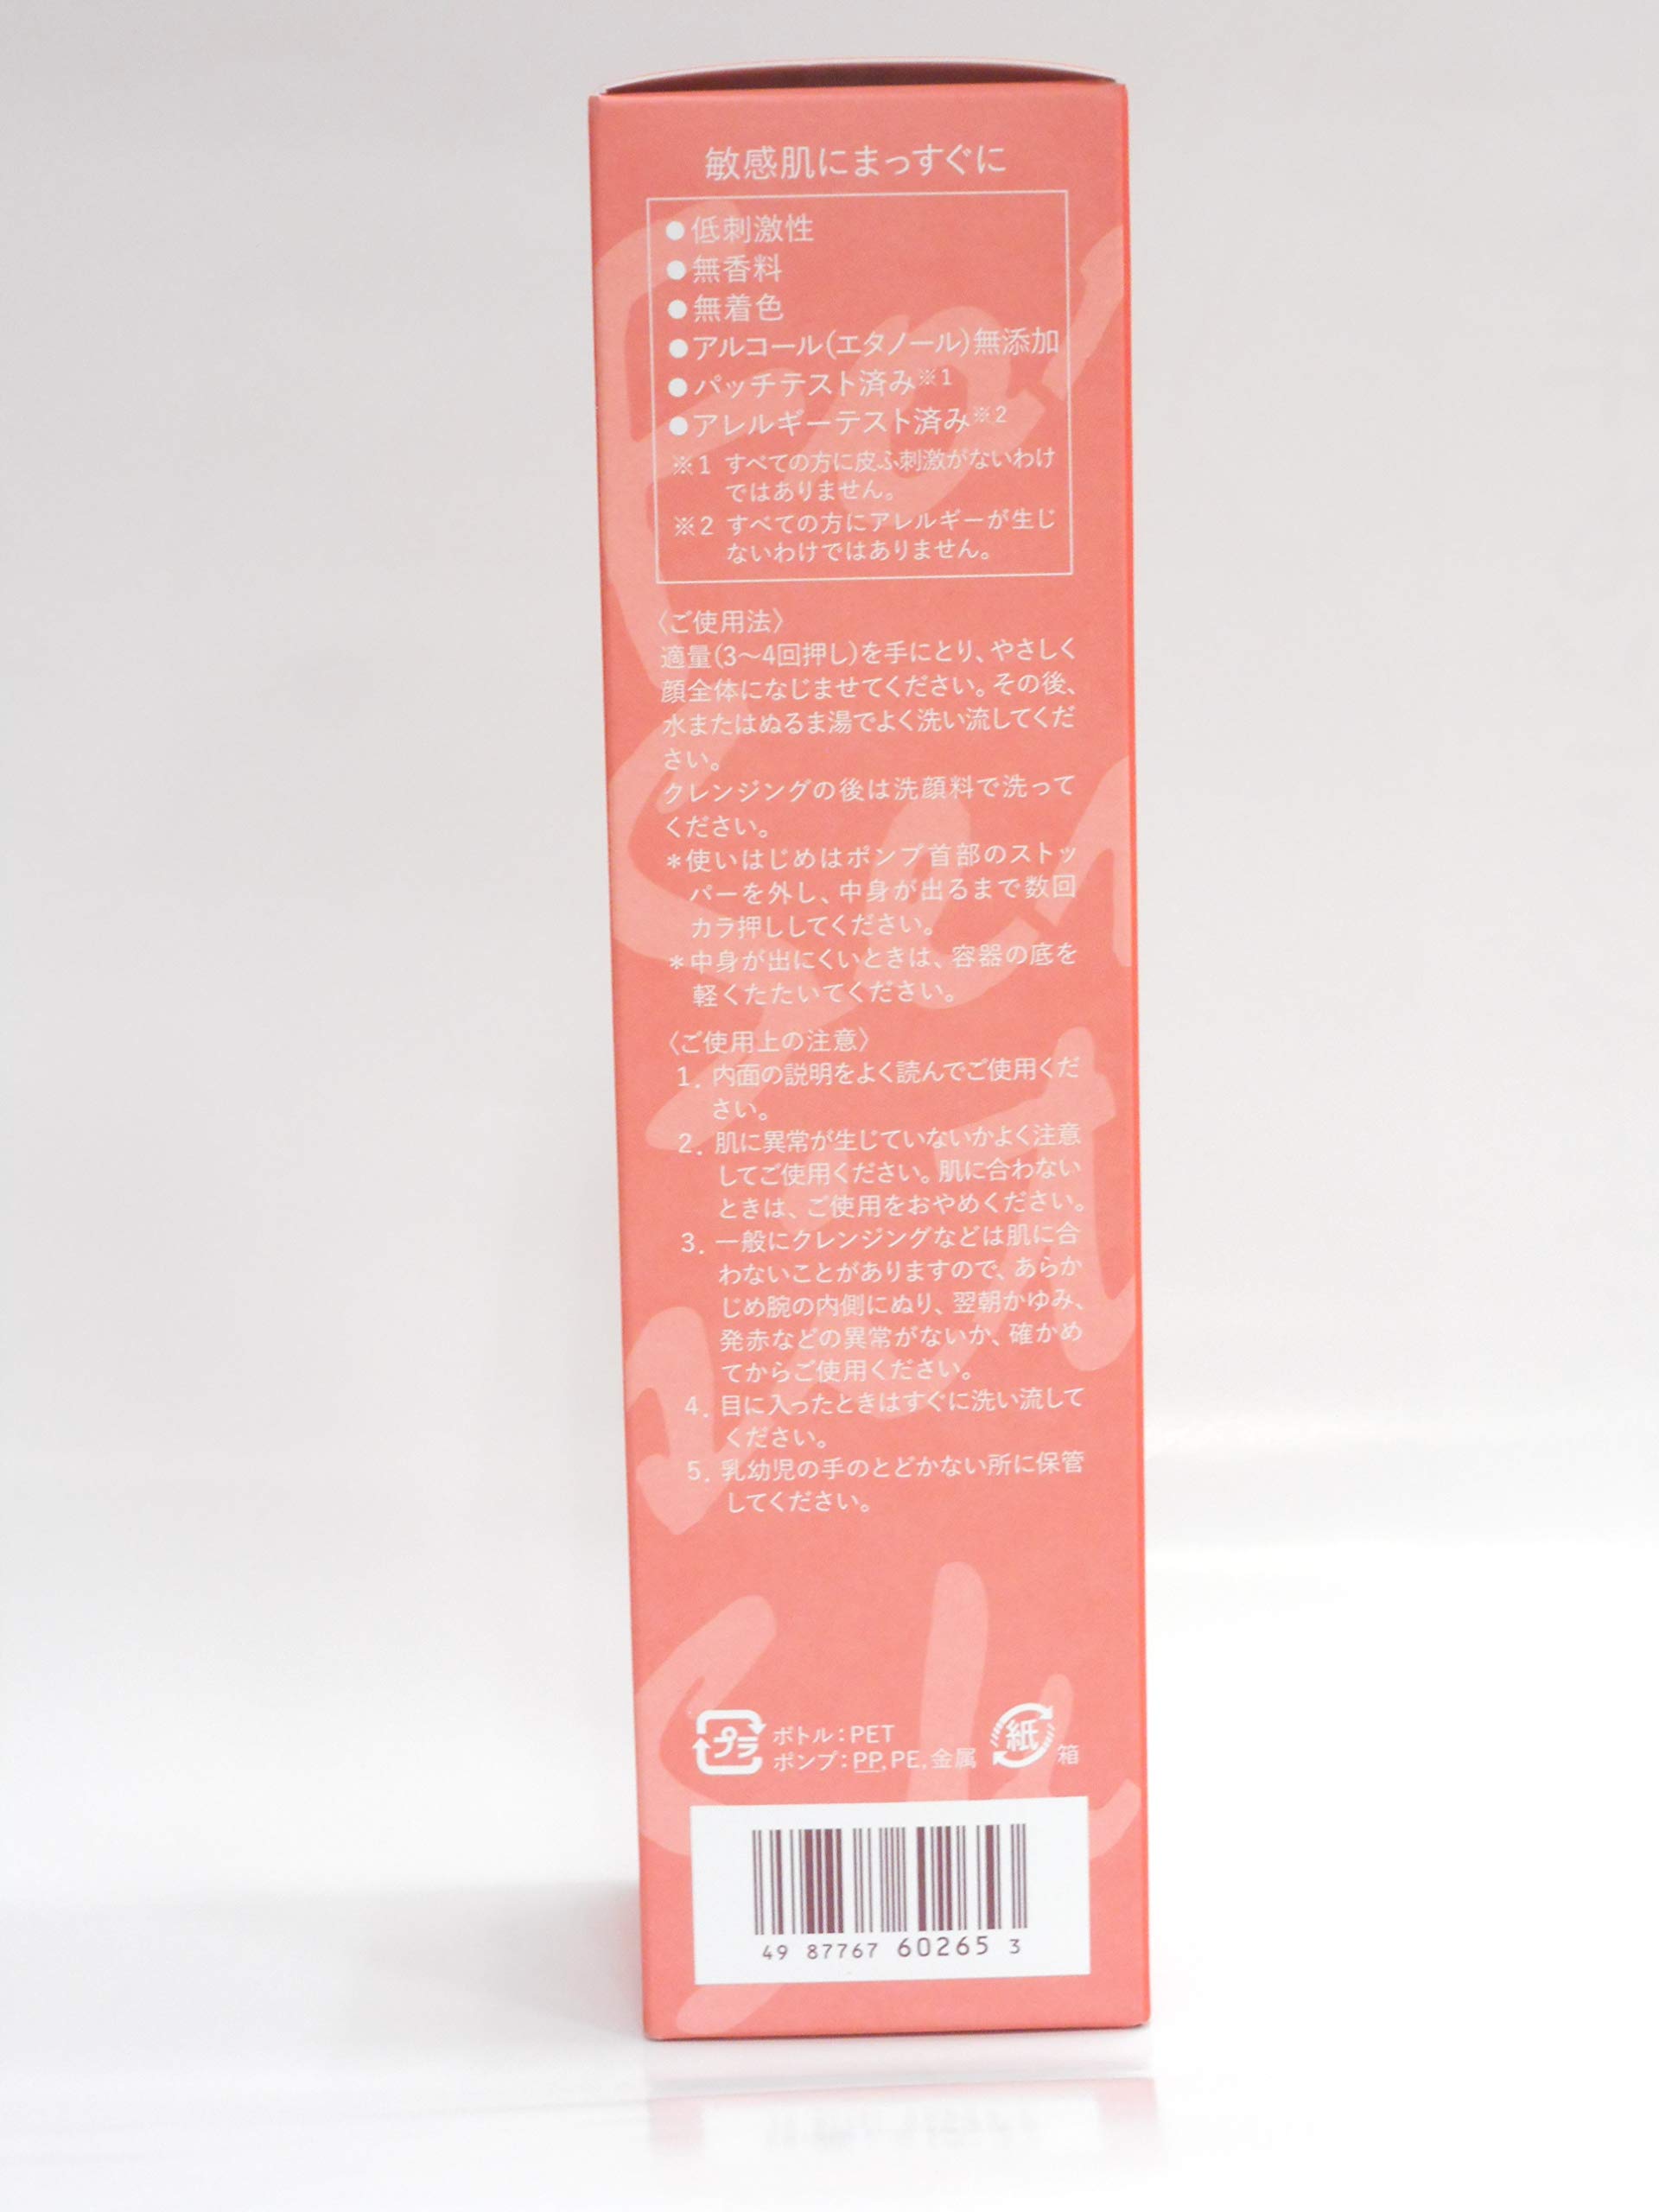 敏感肌にまっすぐに
●低刺激性
●無香料
●無着色
●アルコール(エタノール)無添加
●パッチテスト済み※1
●アレルギーテスト済み※2
※1 すべての方に皮ふ刺激がないわけ
ではありません。
※2 すべての方にアレルギーが生じ
ないわけではありません。
〈ご使用法〉
適量(3〜4回押し)を手にとり、やさしく
顔全体になじませてください。その後、
水またはぬるま湯でよく洗い流してくだ
さい。
クレンジングの後は洗顔料で洗って
ください。
*使いはじめはポンプ首部のストッ
パーを外し、中身が出るまで数回
カラ押ししてください。
*中身が出にくいときは、容器の底を
軽くたたいてください。
〈ご使用上の注意〉
1. 内面の説明をよく読んでご使用くだ
さい。
2. 肌に異常が生じていないかよく注意
してご使用ください。肌に合わない
ときは、ご使用をおやめください。
3. 一般にクレンジングなどは肌に合
わないことがありますので、あらか
じめ腕の内側にぬり、翌朝かゆみ、
発赤などの異常がないか、確かめ
てからご使用ください。
4. 目に入ったときはすぐに洗い流して
ください。
5. 乳幼児の手のとどかない所に保管
してください。
プラ ボトル:PET
ポンプ:PP,PE,金属
紙 箱
49 87767 60265 3